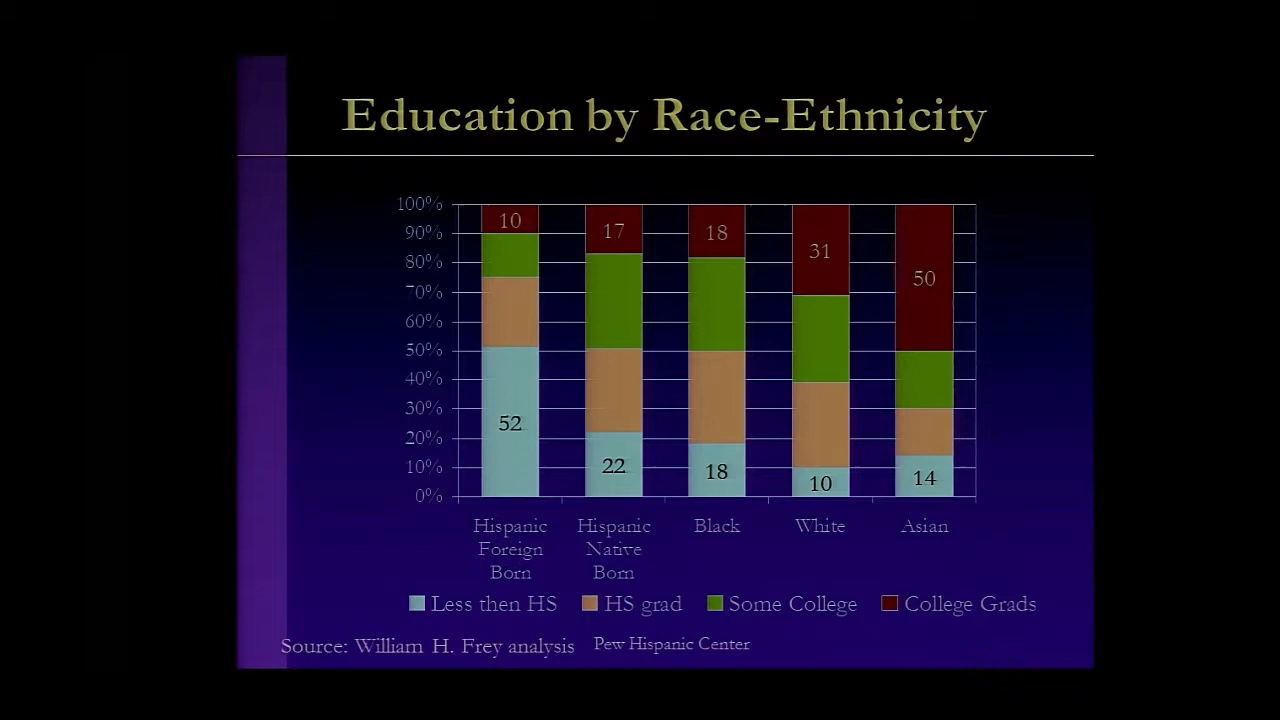 Education by Race-Ethnicity
100%
90%
80%
70%
60%
50%
40%
30%
20%
10%
0%
10
17
18
31
50
52
22
18
10
14
Hispanic Foreign Born
Hispanic Native Born
Black
White
Asian
Less then HS
HS grad
Some College
College Grads
Source: William H. Frey analysis
Pew Hispanic Center